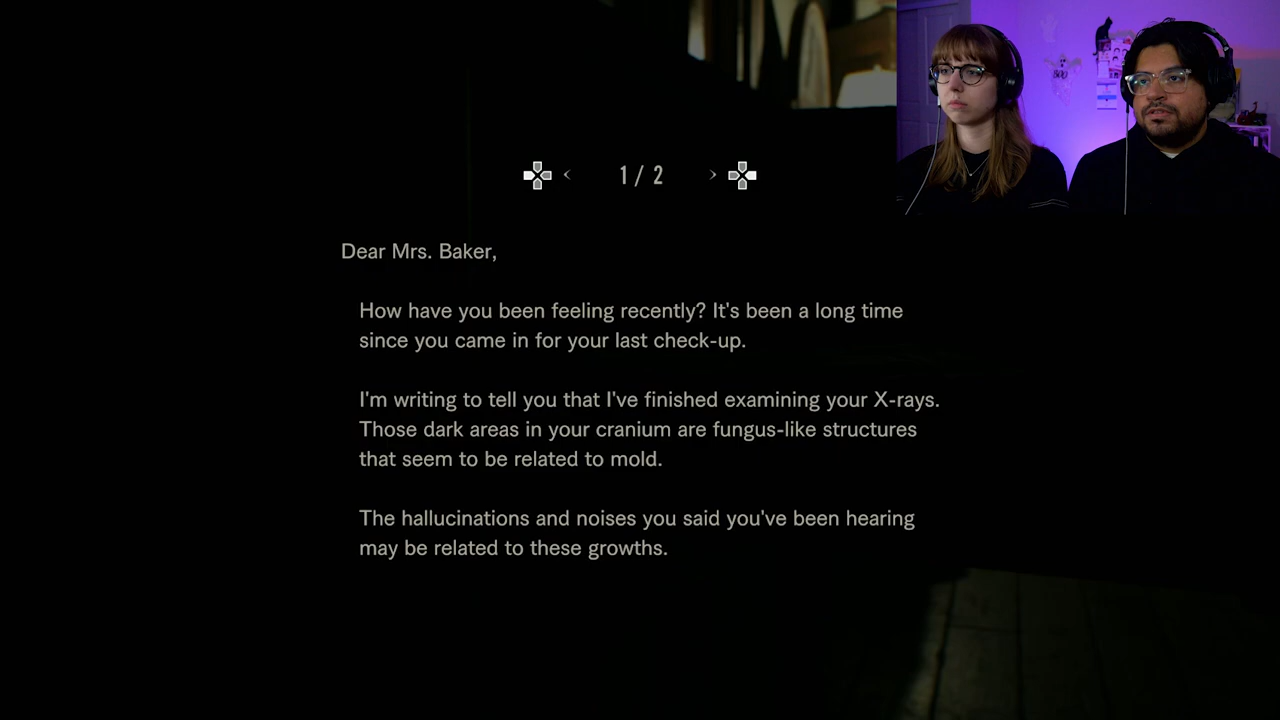 < 1 / 2 >
Dear Mrs. Baker,
How have you been feeling recently? It's been a long time
since you came in for your last check-up.
I'm writing to tell you that I've finished examining your X-rays.
Those dark areas in your cranium are fungus-like structures
that seem to be related to mold.
The hallucinations and noises you said you've been hearing
may be related to these growths.
BOO